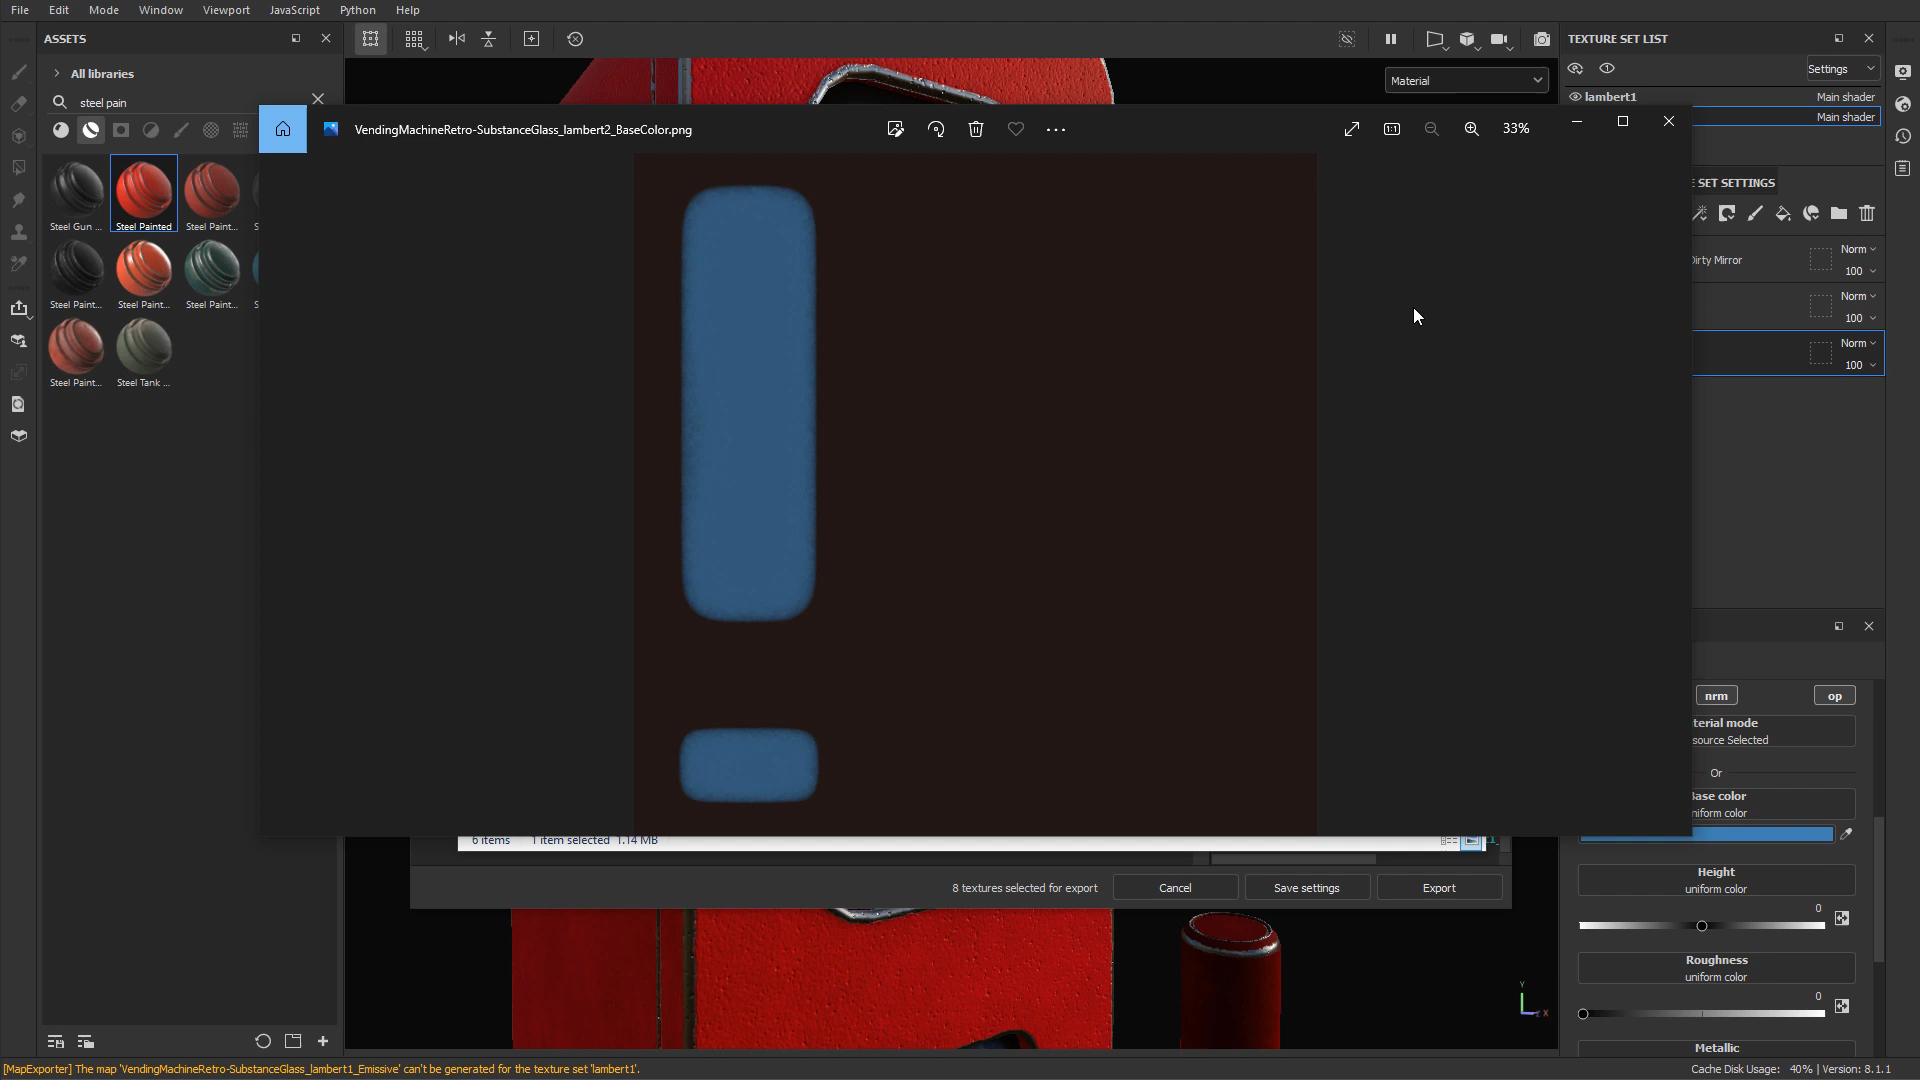 File Edit Mode Window Viewport JavaScript Python Help
ASSETS
All libraries
steel pain
Steel Gun ... Steel Painted Steel Paint...
Steel Paint... Steel Paint... Steel Paint...
Steel Paint... Steel Tank ...
Material
VendingMachineRetro-SubstanceGlass_lambert2_BaseColor.png
1:1
33%
6 items 1 item selected 1.14 MB
8 textures selected for export Cancel Save settings Export
Y
X
TEXTURE SET LIST
Settings
lambert1 Main shader
Main shader
E SET SETTINGS
Norm
Dirty Mirror
100
Norm
100
Norm
100
nrm op
terial mode
source Selected
Or
Base color
niform color
Height
uniform color
0
Roughness
uniform color
0
Metallic
[MapExporter] The map 'VendingMachineRetro-SubstanceGlass_lambert1_Emissive' can't be generated for the texture set 'lambert1'.
Cache Disk Usage: 40% | Version: 8.1.1